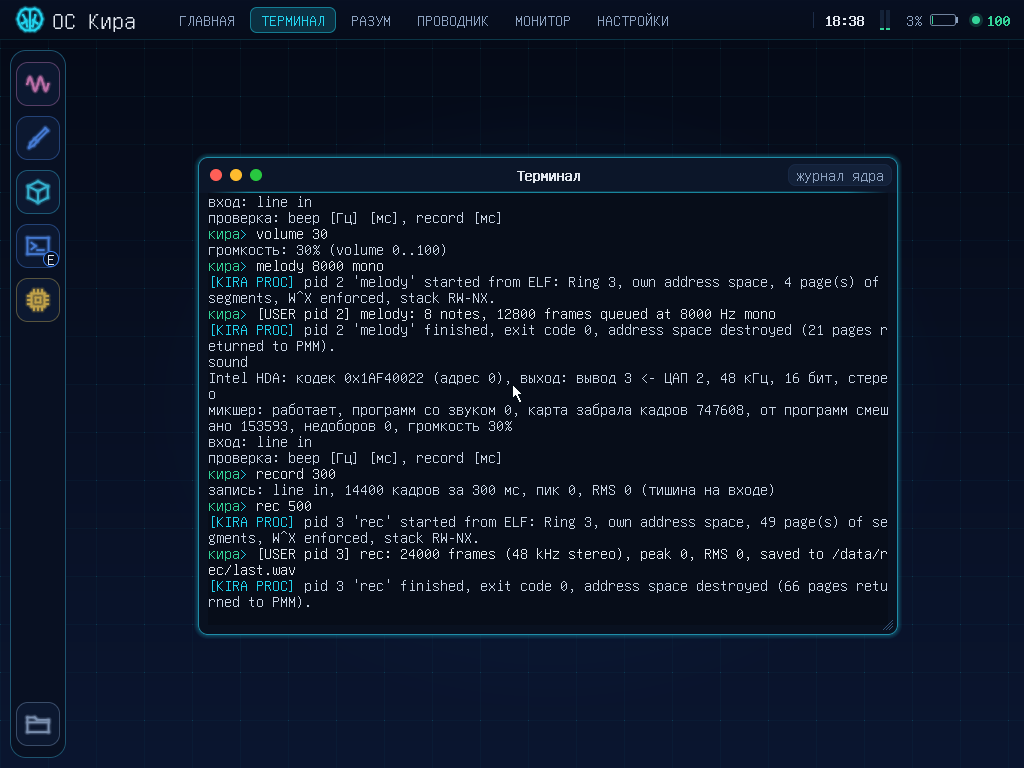 ОС Кира
ГЛАВНАЯ ТЕРМИНАЛ РАЗУМ ПРОВОДНИК МОНИТОР НАСТРОЙКИ
18:38 3% 100
E
Терминал
журнал ядра
вход: line in
проверка: beep [Гц] [мс], record [мс]
кира> volume 30
громкость: 30% (volume 0..100)
кира> melody 8000 mono
[KIRA PROC] pid 2 'melody' started from ELF: Ring 3, own address space, 4 page(s) of
segments, W^X enforced, stack RW-NX.
кира> [USER pid 2] melody: 8 notes, 12800 frames queued at 8000 Hz mono
[KIRA PROC] pid 2 'melody' finished, exit code 0, address space destroyed (21 pages r
eturned to PMM).
sound
Intel HDA: кодек 0x1AF40022 (адрес 0), выход: вывод 3 <- ЦАП 2, 48 кГц, 16 бит, стере
о
микшер: работает, программ со звуком 0, карта забрала кадров 747608, от программ смеш
ано 153593, недоборов 0, громкость 30%
вход: line in
проверка: beep [Гц] [мс], record [мс]
кира> record 300
запись: line in, 14400 кадров за 300 мс, пик 0, RMS 0 (тишина на входе)
кира> rec 500
[KIRA PROC] pid 3 'rec' started from ELF: Ring 3, own address space, 49 page(s) of se
gments, W^X enforced, stack RW-NX.
кира> [USER pid 3] rec: 24000 frames (48 kHz stereo), peak 0, RMS 0, saved to /data/r
ec/last.wav
[KIRA PROC] pid 3 'rec' finished, exit code 0, address space destroyed (66 pages retu
rned to PMM).